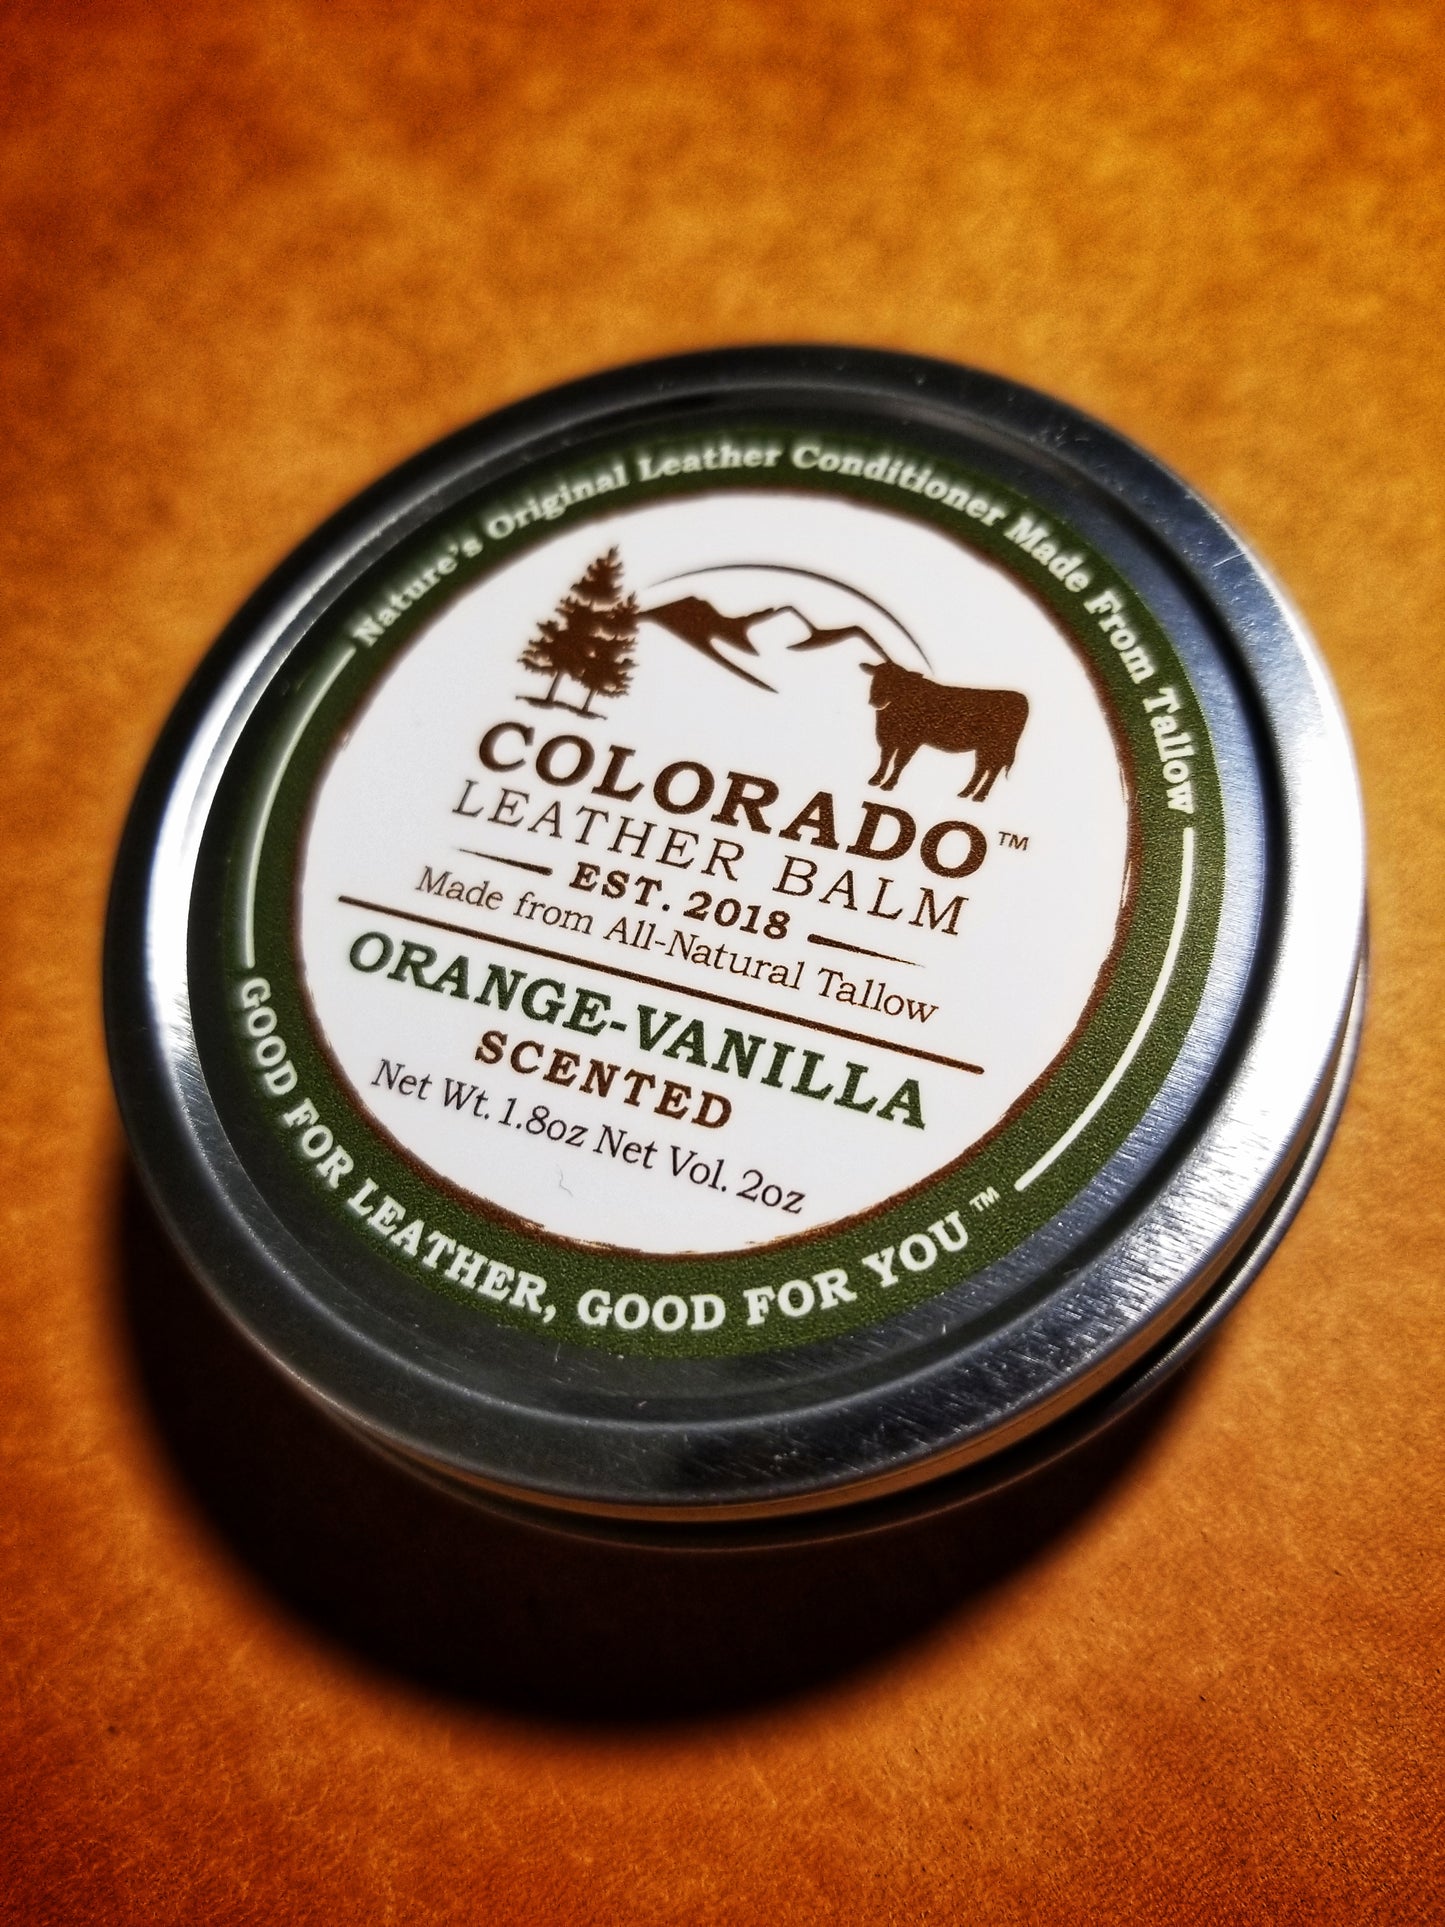 Nature's Original Leather Conditioner Made From Tallow
COLORADO™
LEATHER BALM
EST. 2018
Made from All-Natural Tallow
ORANGE-VANILLA
SCENTED
Net Wt. 1.8oz Net Vol. 2oz
GOOD FOR LEATHER, GOOD FOR YOU™